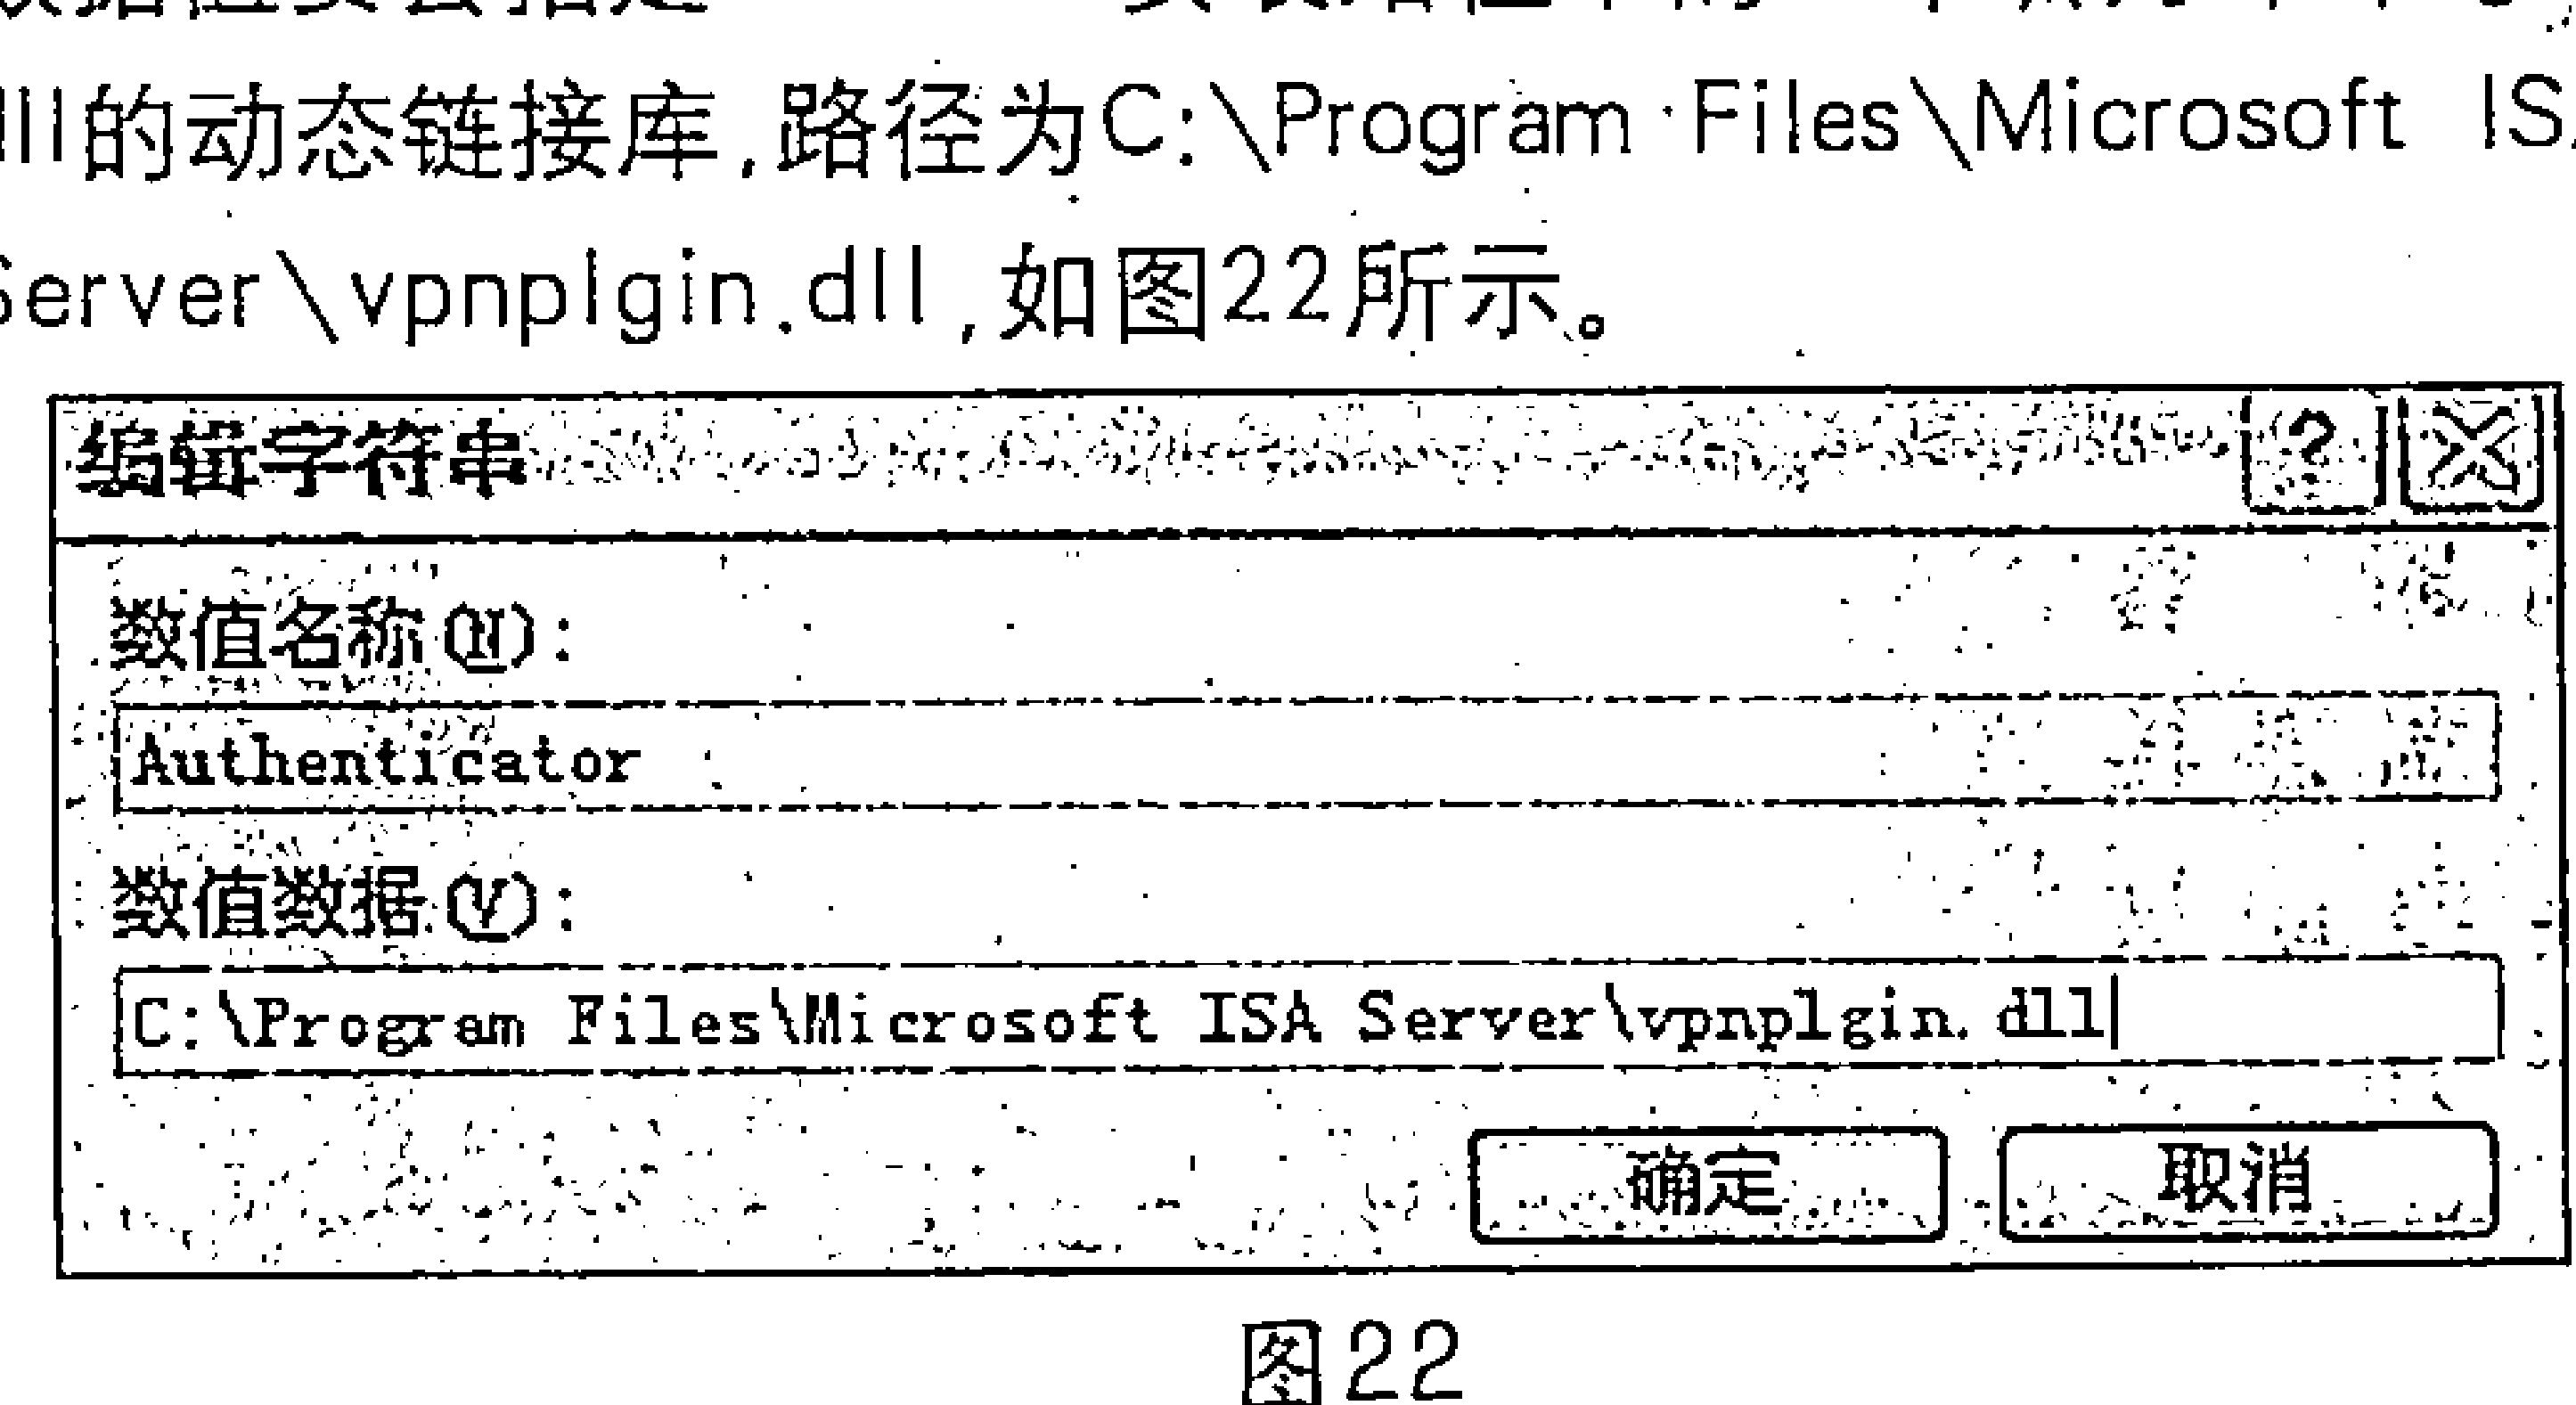 ll的动态链接库,路径为C:\Program Files\Microsoft IS
Server\vpnplgin.dll,如图22所示。
编辑字符串
数值名称(N):
Authenticator
数值数据(V):
C:\Program Files\Microsoft ISA Server\vpnplgin.dll
确定 取消
图22